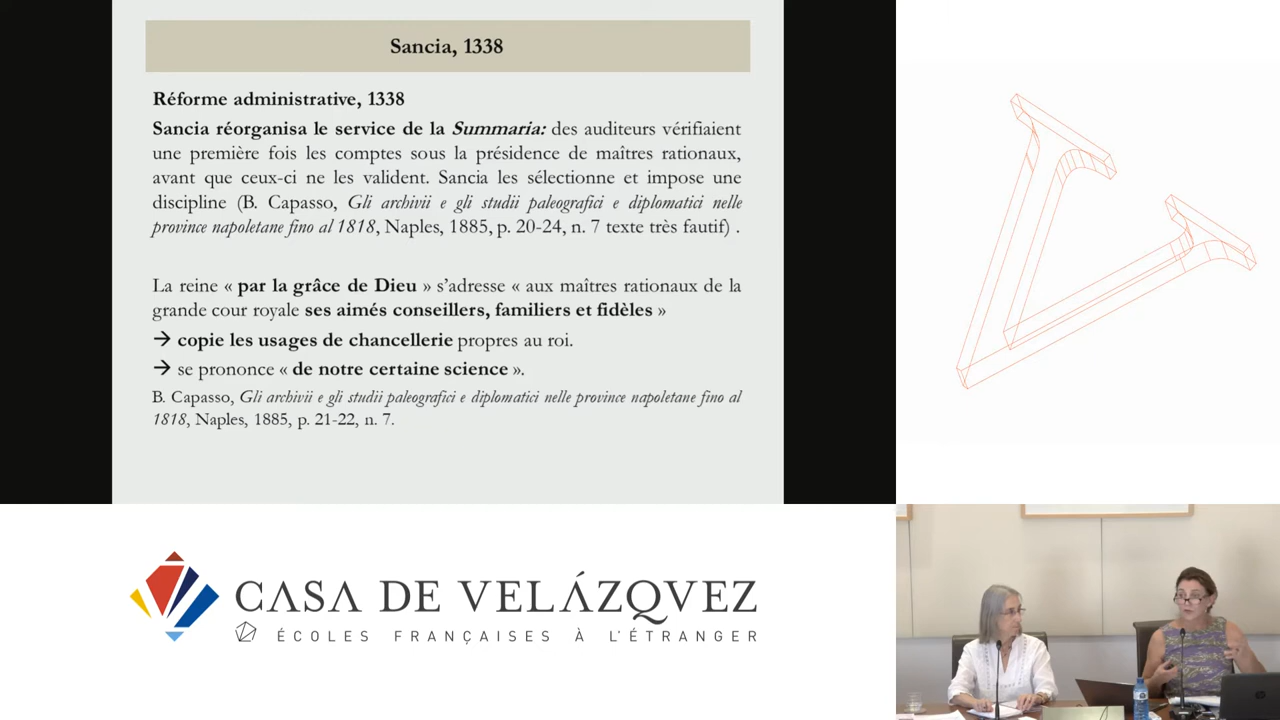 Sancia, 1338
Réforme administrative, 1338
Sancia réorganisa le service de la Summaria: des auditeurs vérifiaient
une première fois les comptes sous la présidence de maîtres rationaux,
avant que ceux-ci ne les valident. Sancia les sélectionne et impose une
discipline (B. Capasso, Gli archivii e gli studii paleografici e diplomatici nelle
province napoletane fino al 1818, Naples, 1885, p. 20-24, n. 7 texte très fautif) .
La reine « par la grâce de Dieu » s’adresse « aux maîtres rationaux de la
grande cour royale ses aimés conseillers, familiers et fidèles »
→ copie les usages de chancellerie propres au roi.
→ se prononce « de notre certaine science ».
B. Capasso, Gli archivii e gli studii paleografici e diplomatici nelle province napoletane fino al
1818, Naples, 1885, p. 21-22, n. 7.
CASA DE VELÁZQVEZ
ÉCOLES FRANÇAISES À L'ÉTRANGER